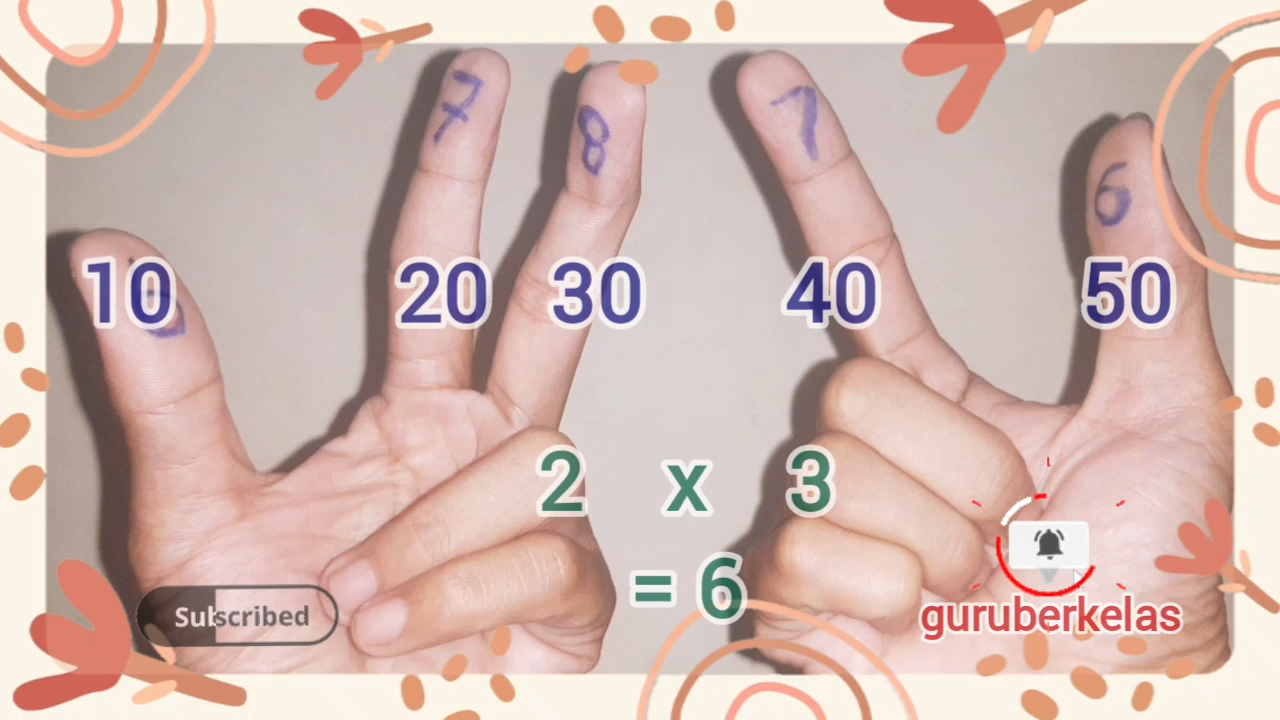 7 8 7 6
10 20 30 40 50
2 x 3
= 6
Subscribed
guruberkelas